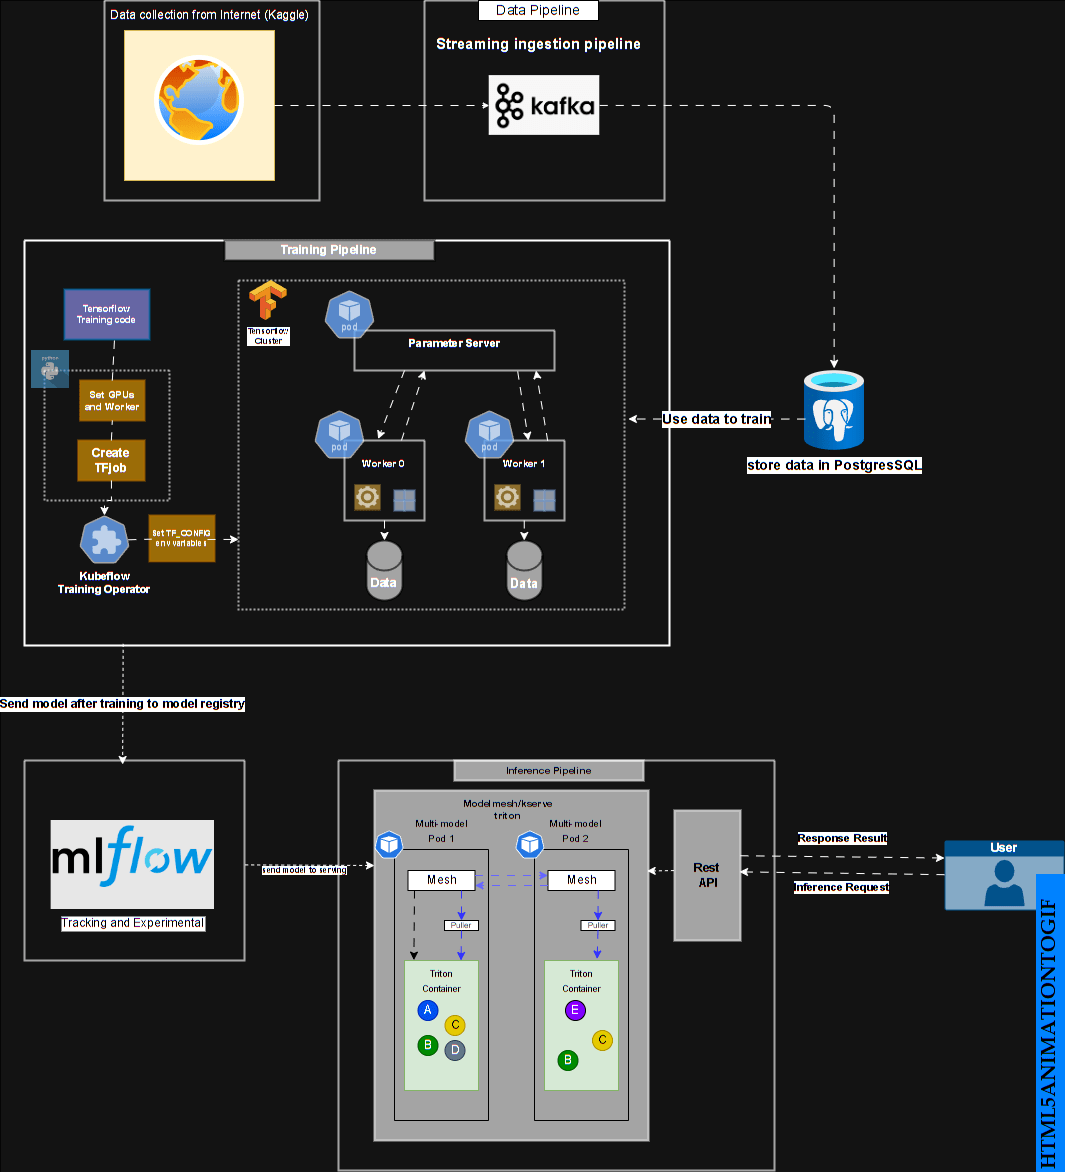 Data collection from Internet (Kaggle)
Data Pipeline
Streaming ingestion pipeline
kafka
Training Pipeline
Tensorflow
Training code
python
Set GPUs
and Worker
Create
TFjob
Kubeflow
Training Operator
Set TF_CONFIG
env variables
Tensorflow
Cluster
pod
Parameter Server
pod
Worker 0
Data
pod
Worker 1
Data
Use data to train
store data in PostgresSQL
Send model after training to model registry
mlflow
Tracking and Experimental
send model to serving
Inference Pipeline
Modelmesh/kserve
triton
Multi-model
Pod 1
Mesh
Puller
Triton
Container
A
C
B
D
Multi-model
Pod 2
Mesh
Puller
Triton
Container
E
C
B
Rest
API
Response Result
Inference Request
User
HTML5ANIMATIONTOGIF